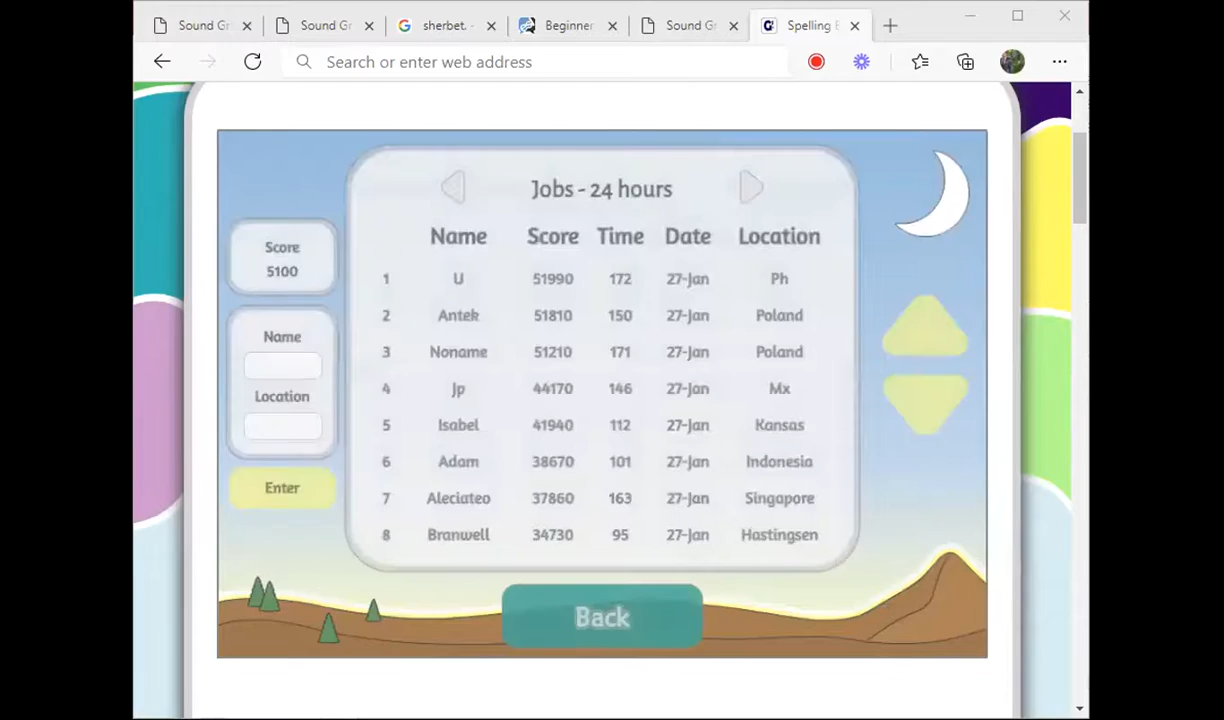 Sound Gr
Sound Gr
sherbet. -
Beginner
Sound Gr
Spelling
Search or enter web address
Jobs - 24 hours
Name Score Time Date Location
1 U 51990 172 27-Jan Ph
2 Antek 51810 150 27-Jan Poland
3 Noname 51210 171 27-Jan Poland
4 Jp 44170 146 27-Jan Mx
5 Isabel 41940 112 27-Jan Kansas
6 Adam 38670 101 27-Jan Indonesia
7 Aleciateo 37860 163 27-Jan Singapore
8 Branwell 34730 95 27-Jan Hastingsen
Score
5100
Name
Location
Enter
Back